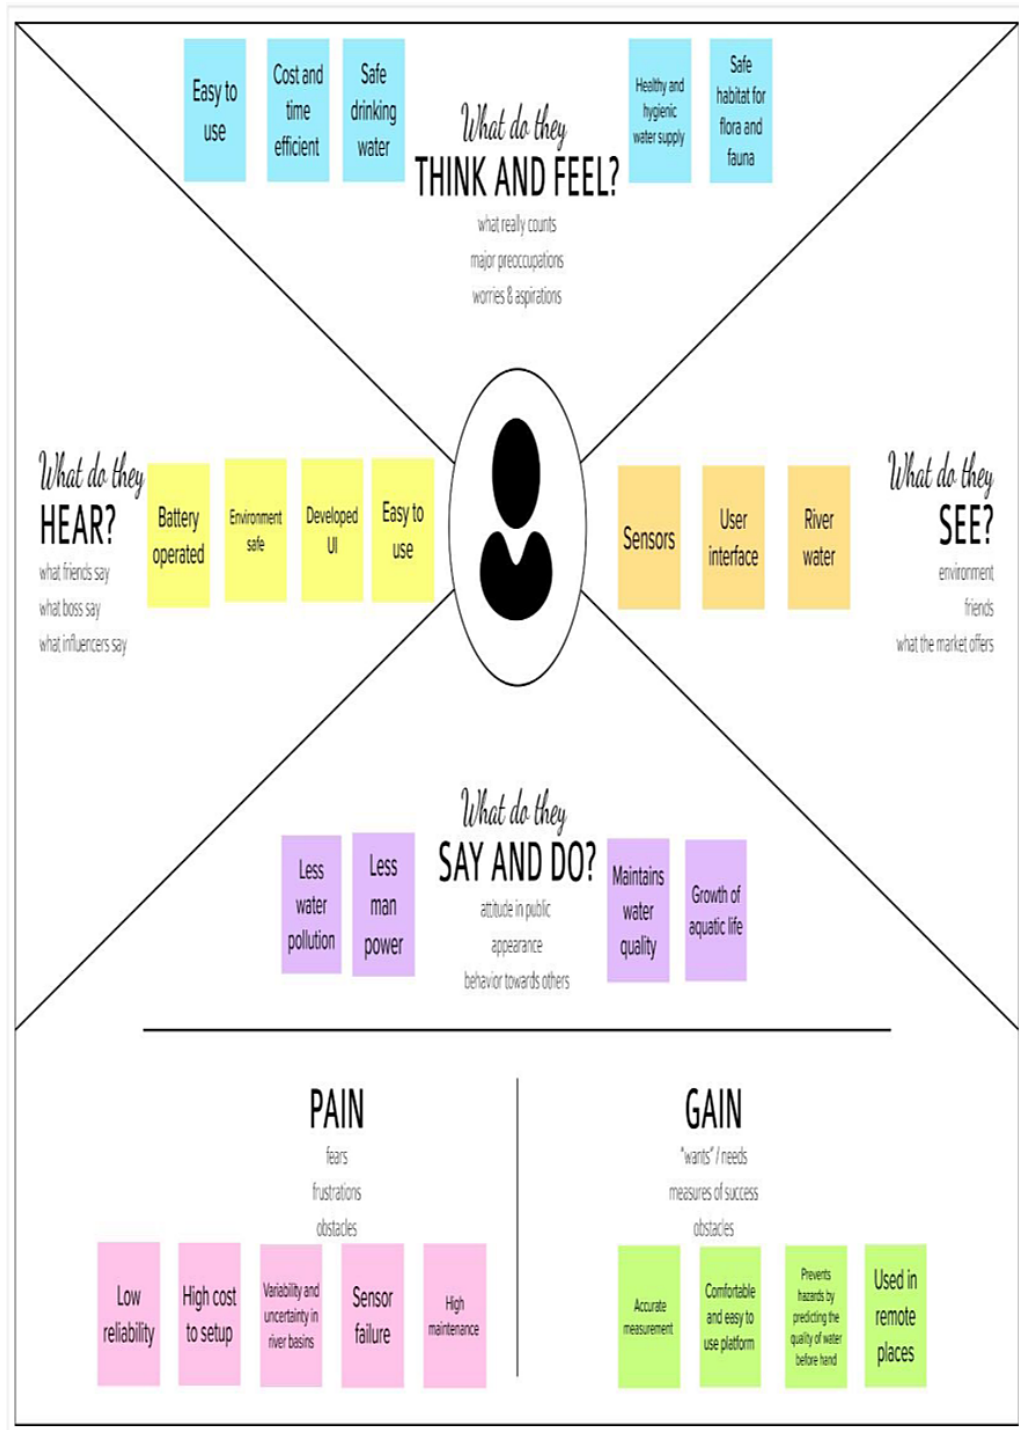 Easy to
use
Cost and
time
efficient
Safe
drinking
water
What do they
THINK AND FEEL?
what really counts
major preoccupations
worries & aspirations
Healthy and
hygienic
water supply
Safe
habitat for
flora and
fauna
What do they
HEAR?
what friends say
what boss say
what influencers say
Battery
operated
Environment
safe
Developed
UI
Easy to
use
Sensors
User
interface
River
water
What do they
SEE?
environment
friends
what the market offers
Less
water
pollution
Less
man
power
What do they
SAY AND DO?
attitude in public
appearance
behavior towards others
Maintains
water
quality
Growth of
aquatic life
PAIN
fears
frustrations
obstacles
Low
reliability
High cost
to setup
Variability and
uncertainty in
river basins
Sensor
failure
High
maintenance
GAIN
"wants" / needs
measures of success
obstacles
Accurate
measurement
Comfortable
and easy to
use platform
Prevents
hazards by
predicting the
quality of water
before hand
Used in
remote
places